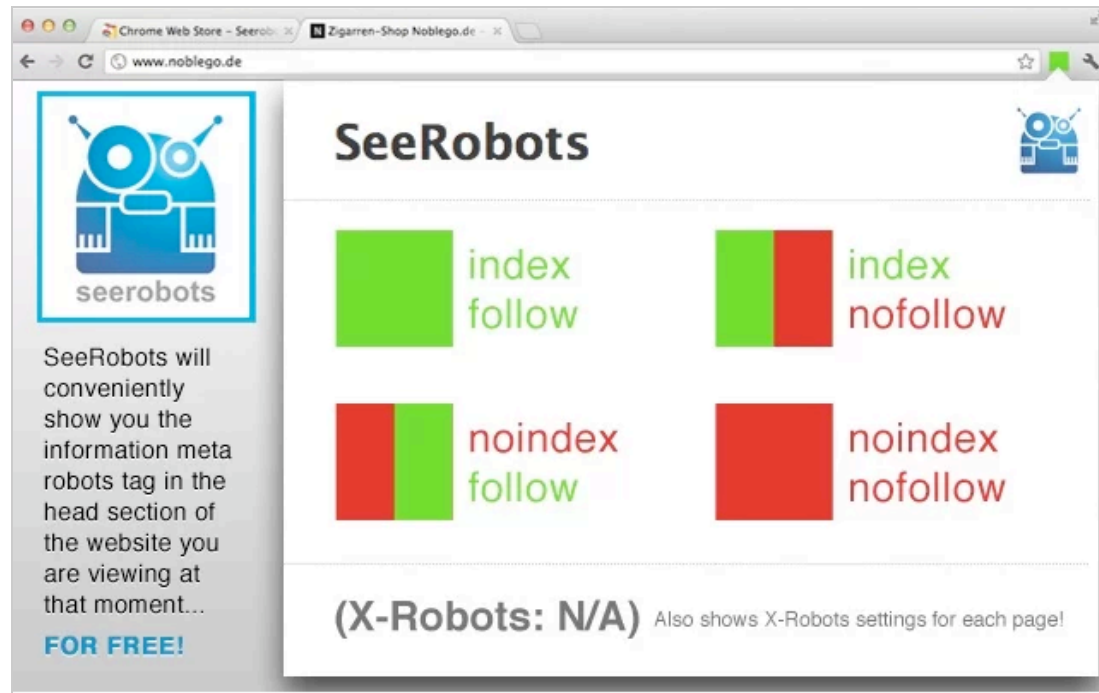 Chrome Web Store - Seerob
Zigarren-Shop Noblego.de -
www.noblego.de
seerobots
SeeRobots will
conveniently
show you the
information meta
robots tag in the
head section of
the website you
are viewing at
that moment...
FOR FREE!
SeeRobots
index
follow
index
nofollow
noindex
follow
noindex
nofollow
(X-Robots: N/A) Also shows X-Robots settings for each page!